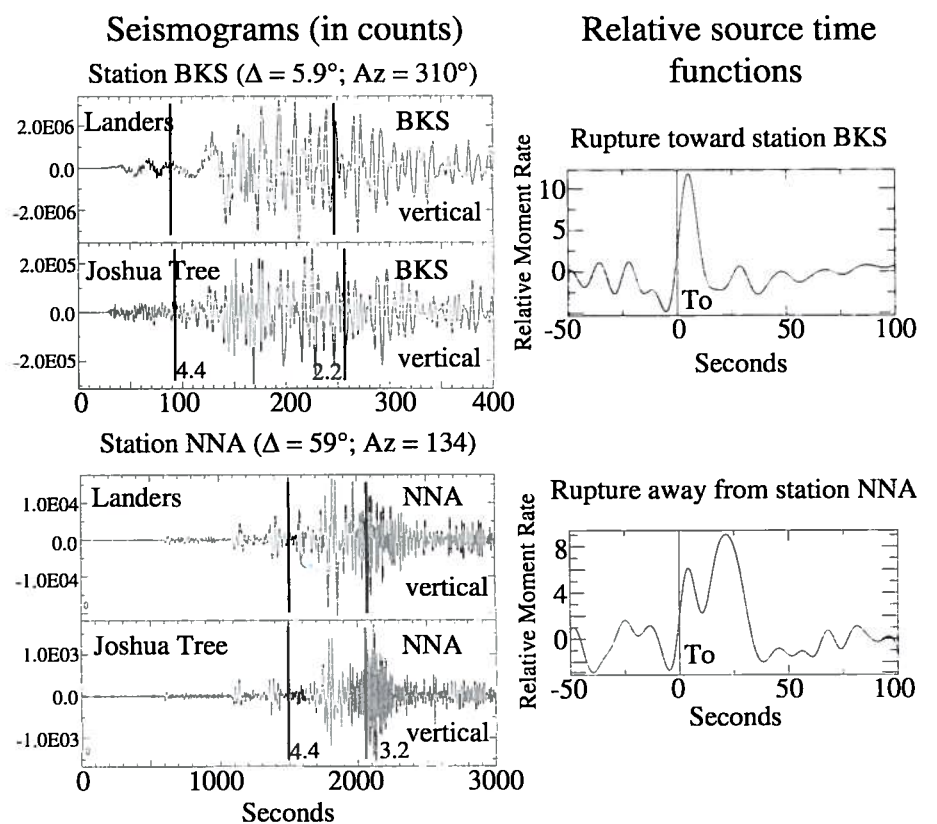 Seismograms (in counts)
Station BKS (Δ = 5.9°; Az = 310°)
2.0E06
0.0
-2.0E06
Landers
BKS
vertical
2.0E05
0.0
-2.0E05
Joshua Tree
BKS
vertical
4.4
2.2
0 100 200 300 400
Station NNA (Δ = 59°; Az = 134)
1.0E04
0.0
-1.0E04
Landers
NNA
vertical
1.0E03
0.0
-1.0E03
Joshua Tree
NNA
vertical
4.4
3.2
0 1000 2000 3000
Seconds
Relative source time
functions
Rupture toward station BKS
Relative Moment Rate
10
5
0
To
-50 0 50 100
Seconds
Rupture away from station NNA
Relative Moment Rate
8
4
0
To
-50 0 50 100
Seconds